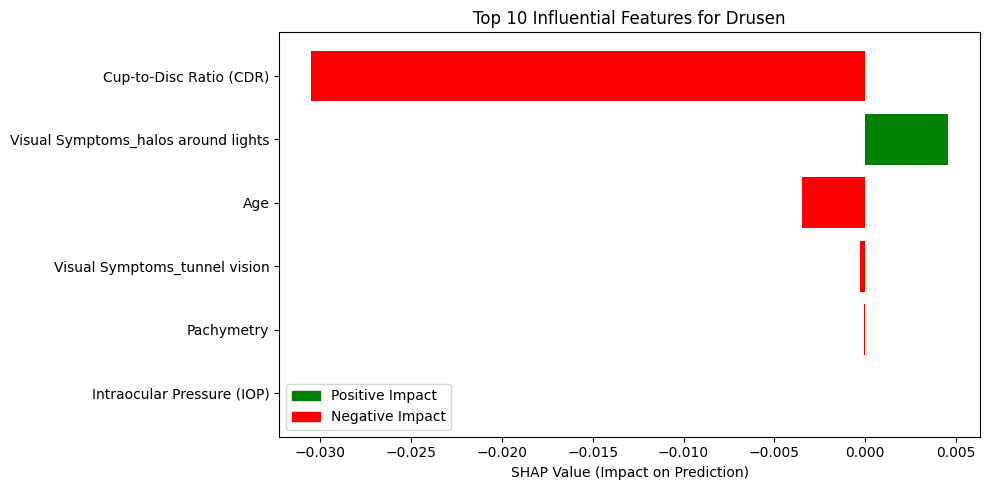 Top 10 Influential Features for Drusen
Cup-to-Disc Ratio (CDR)
Visual Symptoms_halos around lights
Age
Visual Symptoms_tunnel vision
Pachymetry
Intraocular Pressure (IOP)
Positive Impact
Negative Impact
−0.030 −0.025 −0.020 −0.015 −0.010 −0.005 0.000 0.005
SHAP Value (Impact on Prediction)